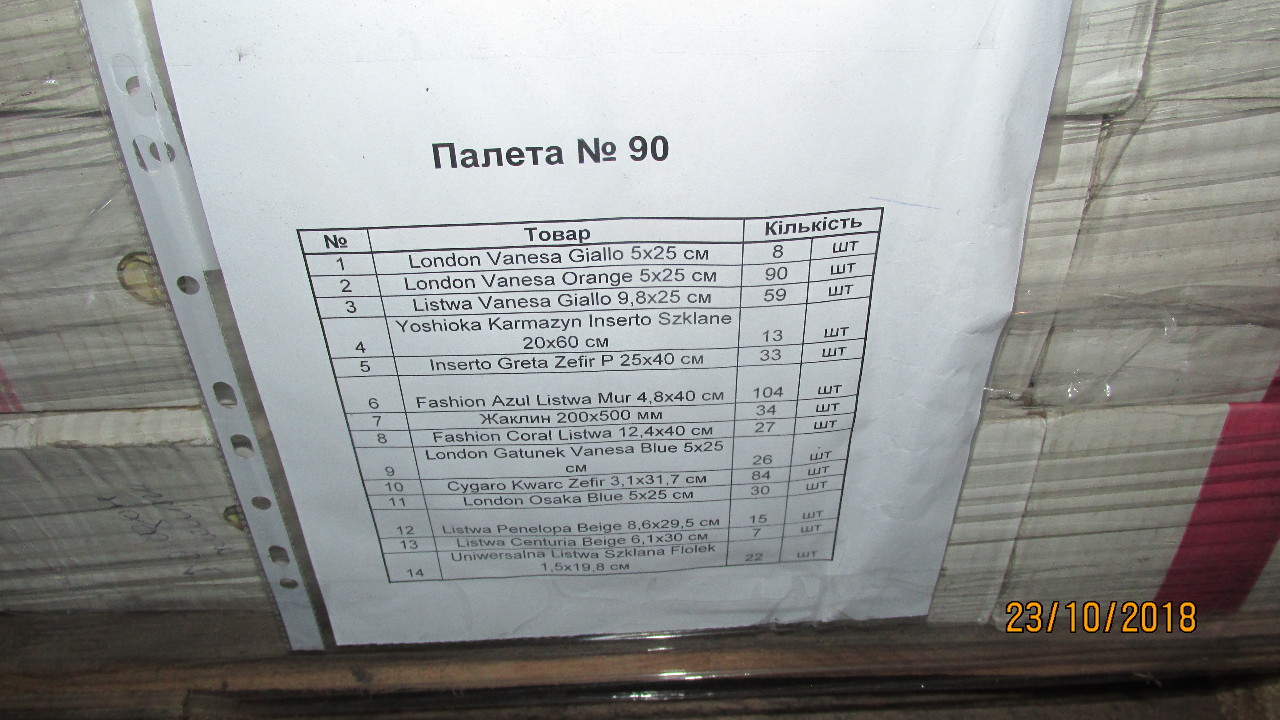 Палета № 90
№ Товар Кількість
1 London Vanesa Giallo 5x25 см 8 шт
2 London Vanesa Orange 5x25 см 90 шт
3 Listwa Vanesa Giallo 9,8x25 см 59 шт
Yoshioka Karmazyn Inserto Szklane
4 20x60 см 13 шт
5 Inserto Greta Zefir P 25x40 см 33 шт
6 Fashion Azul Listwa Mur 4,8x40 см 104 шт
7 Жаклин 200x500 мм 34 шт
8 Fashion Coral Listwa 12,4x40 см 27 шт
London Gatunek Vanesa Blue 5x25
9 см 26 шт
10 Cygaro Kwarc Zefir 3,1x31,7 см 84 шт
11 London Osaka Blue 5x25 см 30 шт
12 Listwa Penelopa Beige 8,6x29,5 см 15 шт
13 Listwa Centuria Beige 6,1x30 см 7 шт
Uniwersalna Listwa Szklana Flolek
14 1,5x19,8 см 22 шт
23/10/2018